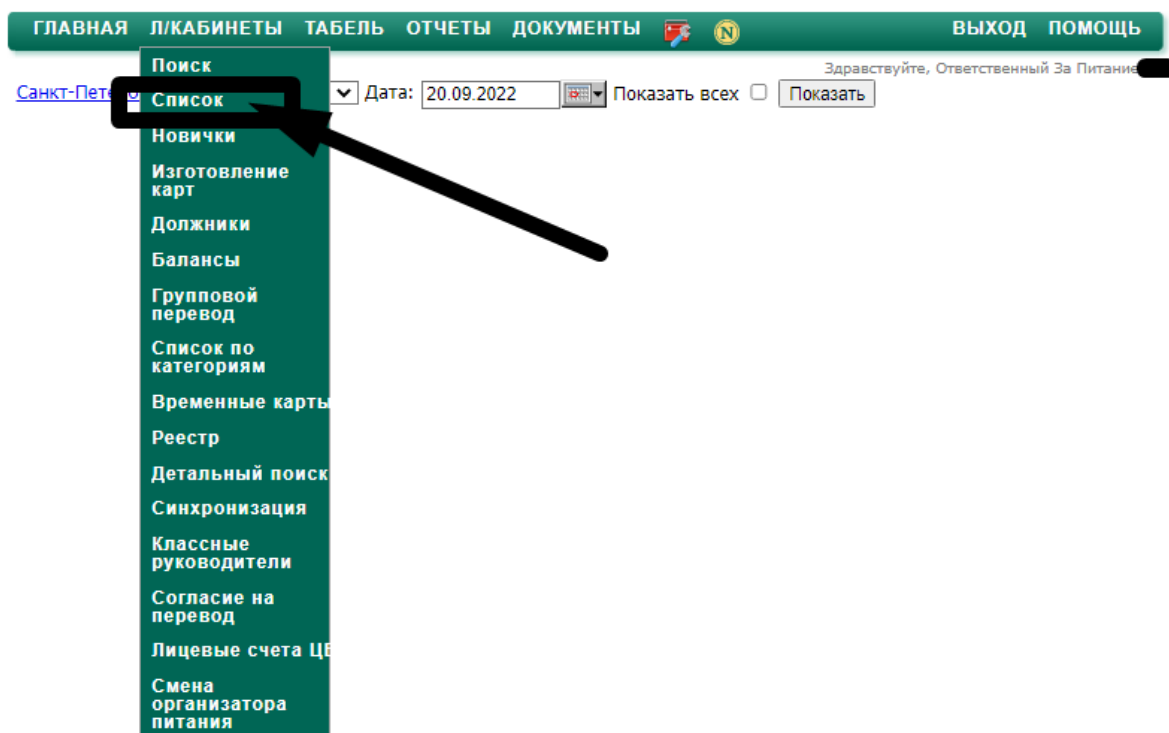 ГЛАВНАЯ Л/КАБИНЕТЫ ТАБЕЛЬ ОТЧЕТЫ ДОКУМЕНТЫ N ВЫХОД ПОМОЩЬ
Здравствуйте, Ответственный За Питание
Дата: 20.09.2022 Показать всех Показать
Поиск
Список
Новички
Изготовление
карт
Должники
Балансы
Групповой
перевод
Список по
категориям
Временные карты
Реестр
Детальный поиск
Синхронизация
Классные
руководители
Согласие на
перевод
Лицевые счета ЦБ
Смена
организатора
питания